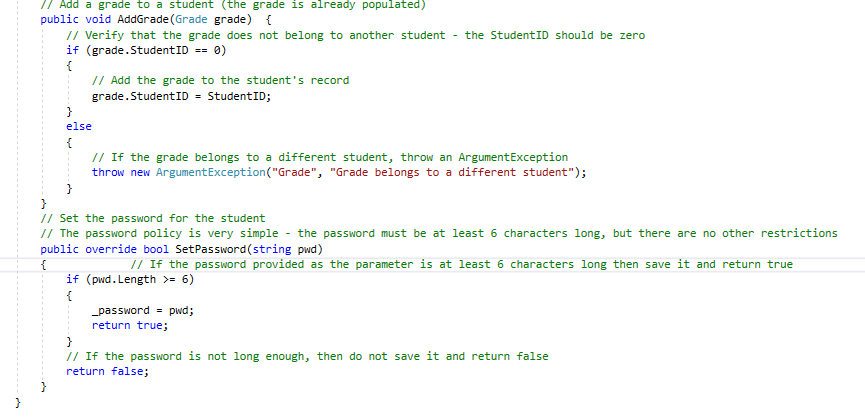 // Add a grade to a student (the grade is already populated)
public void AddGrade(Grade grade)  {
// Verify that the grade does not belong to another student - the StudentID should be zero
if (grade.StudentID == 0)
{
// Add the grade to the student's record
grade.StudentID = StudentID;
}
else
{
// If the grade belongs to a different student, throw an ArgumentException
throw new ArgumentException("Grade", "Grade belongs to a different student");
}
}
// Set the password for the student
// The password policy is very simple - the password must be at least 6 characters long, but there are no other restrictions
public override bool SetPassword(string pwd)
{ // If the password provided as the parameter is at least 6 characters long then save it and return true
if (pwd.Length >= 6)
{
_password = pwd;
return true;
}
// If the password is not long enough, then do not save it and return false
return false;
}
}